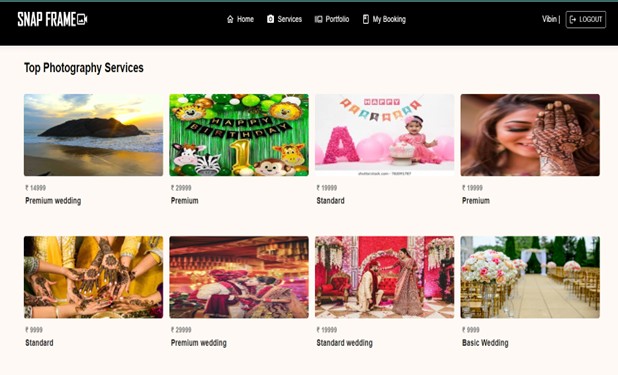 SNAP FRAME
Home Services Portfolio My Booking
Vibin | LOGOUT
Top Photography Services
HAPPY
BIRTHDAY
1
HAPPY
A
shutterstock.com · 788991787
₹ 14999
Premium wedding
₹ 29999
Premium
₹ 19999
Standard
₹ 19999
Premium
₹ 9999
Standard
₹ 29999
Premium wedding
₹ 19999
Standard wedding
₹ 9999
Basic Wedding